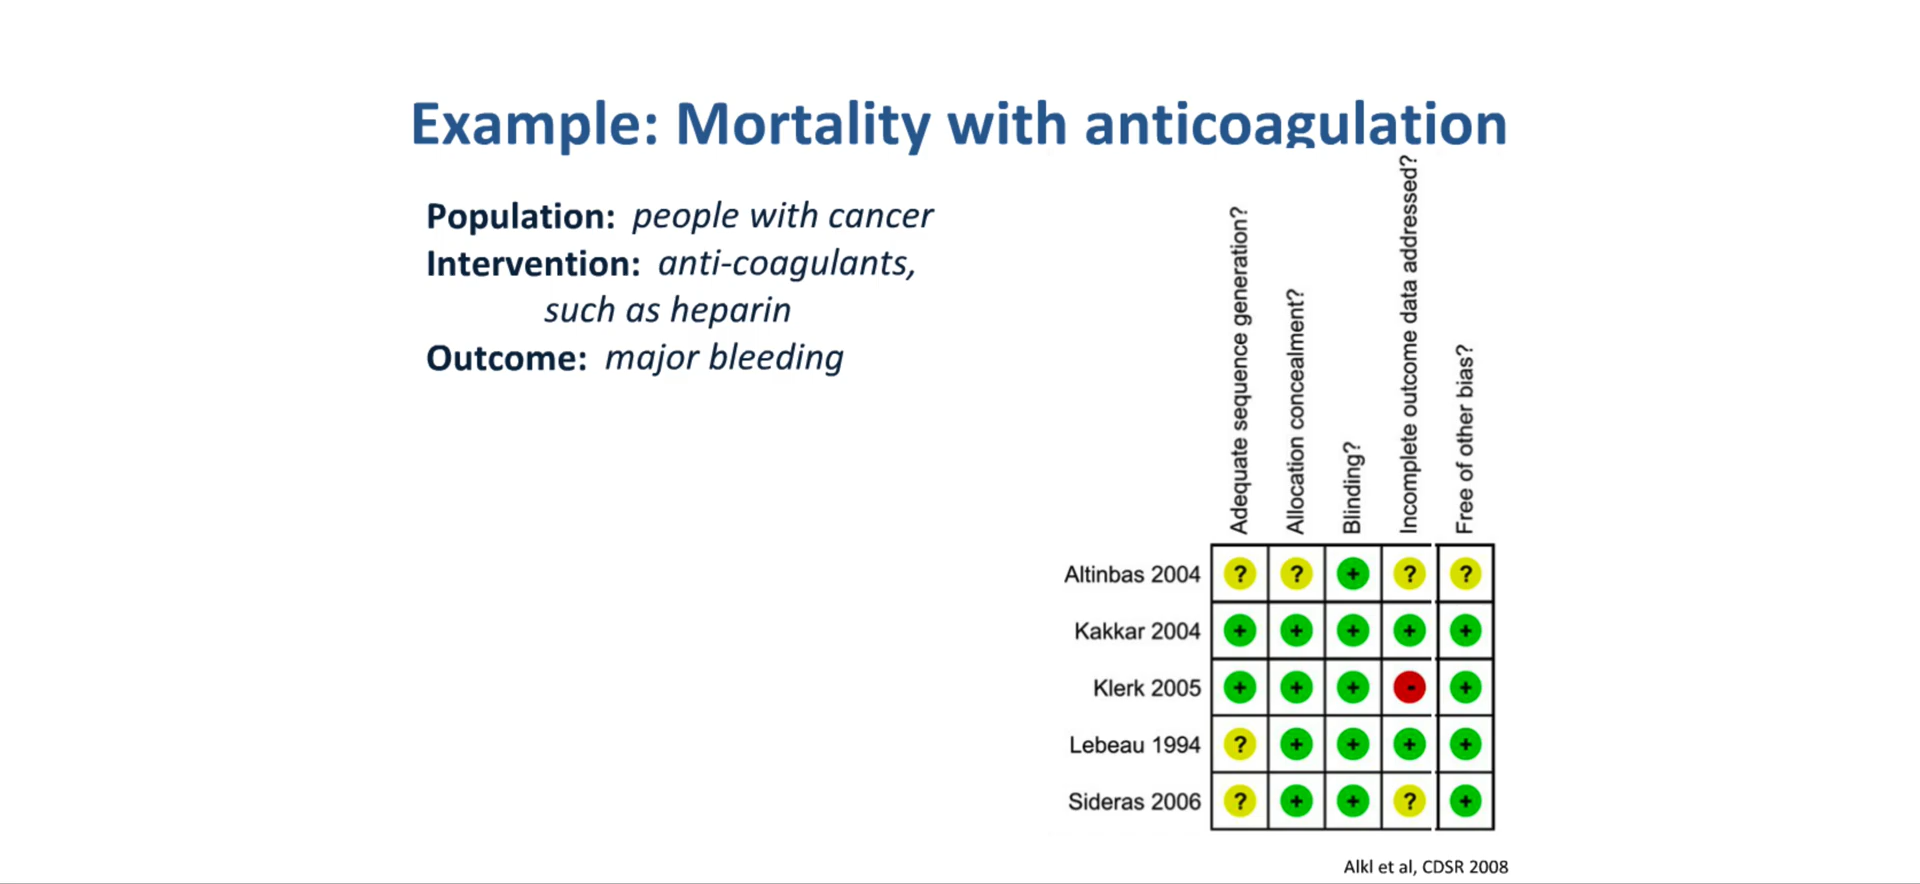 Example: Mortality with anticoagulation
Population: people with cancer
Intervention: anti-coagulants,
such as heparin
Outcome: major bleeding
Adequate sequence generation?
Allocation concealment?
Blinding?
Incomplete outcome data addressed?
Free of other bias?
Altinbas 2004 ? ? + ? ?
Kakkar 2004 + + + + +
Klerk 2005 + + + - +
Lebeau 1994 ? + + + +
Sideras 2006 ? + + ? +
Alkl et al, CDSR 2008